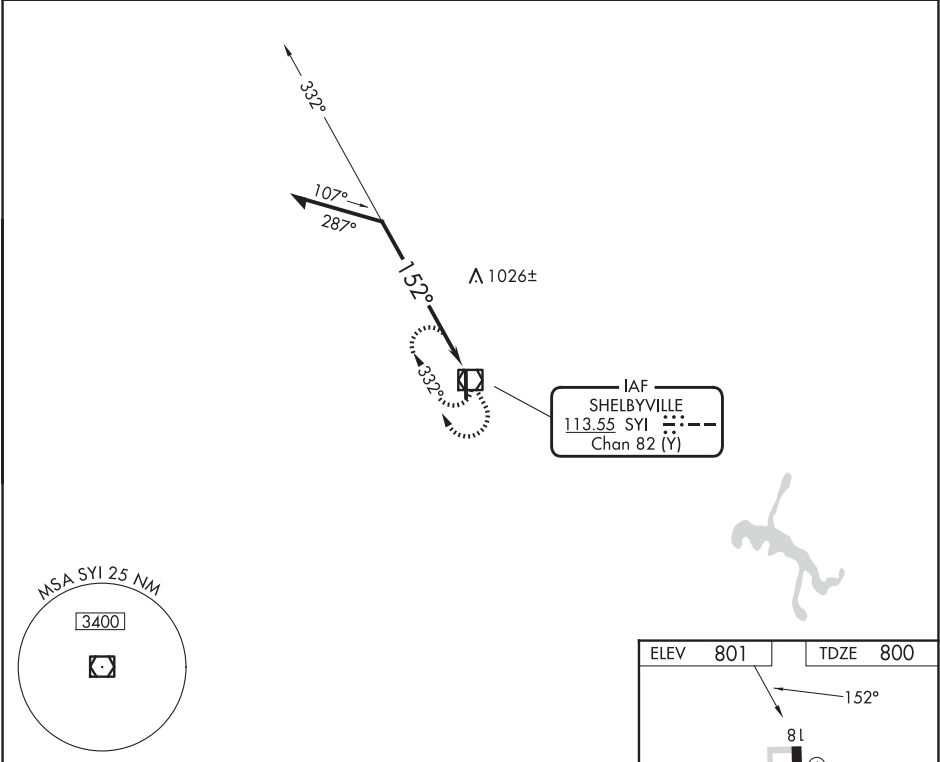 332°
107°
287°
152°
1026±
332°
IAF
SHELBYVILLE
113.55 SYI
Chan 82 (Y)
MSA SYI 25 NM
3400
ELEV 801
TDZE 800
152°
18